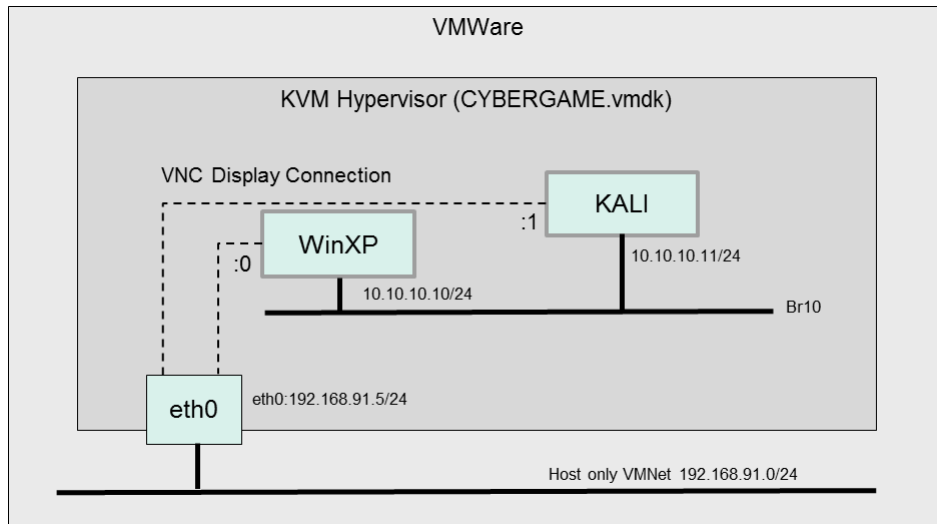 VMWare
KVM Hypervisor (CYBERGAME.vmdk)
VNC Display Connection
KALI
:1
WinXP
:0
10.10.10.11/24
10.10.10.10/24
Br10
eth0
eth0:192.168.91.5/24
Host only VMNet 192.168.91.0/24